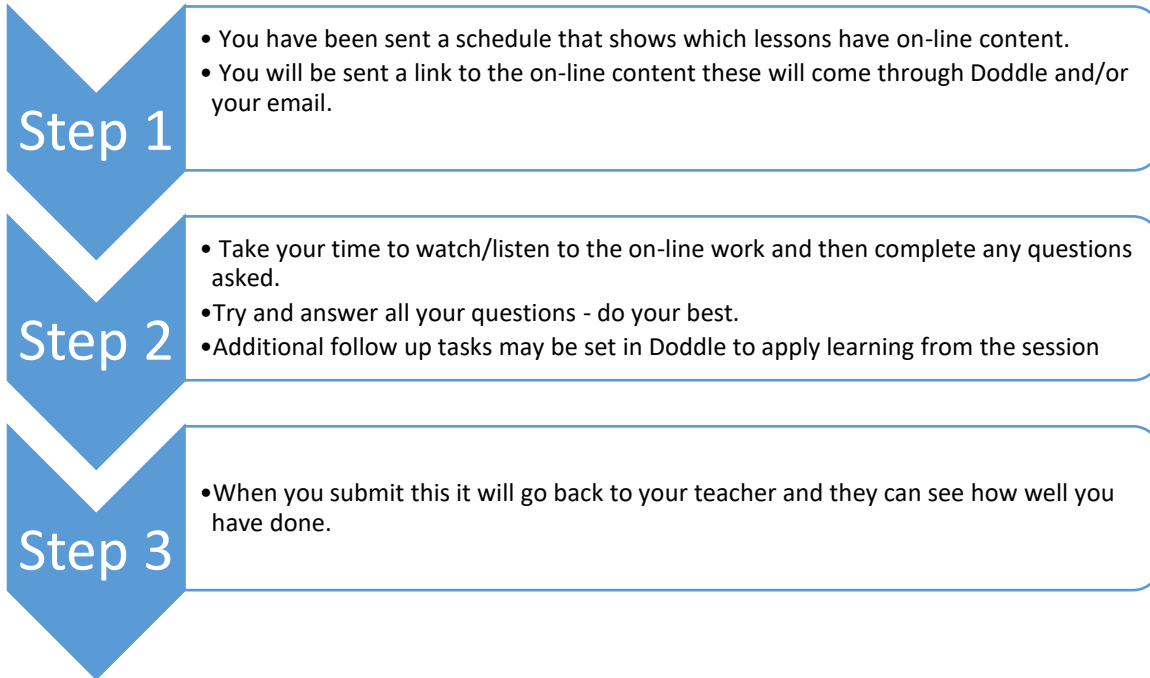 Step 1
• You have been sent a schedule that shows which lessons have on-line content.
• You will be sent a link to the on-line content these will come through Doddle and/or
your email.
Step 2
• Take your time to watch/listen to the on-line work and then complete any questions
asked.
•Try and answer all your questions - do your best.
•Additional follow up tasks may be set in Doddle to apply learning from the session
Step 3
•When you submit this it will go back to your teacher and they can see how well you
have done.